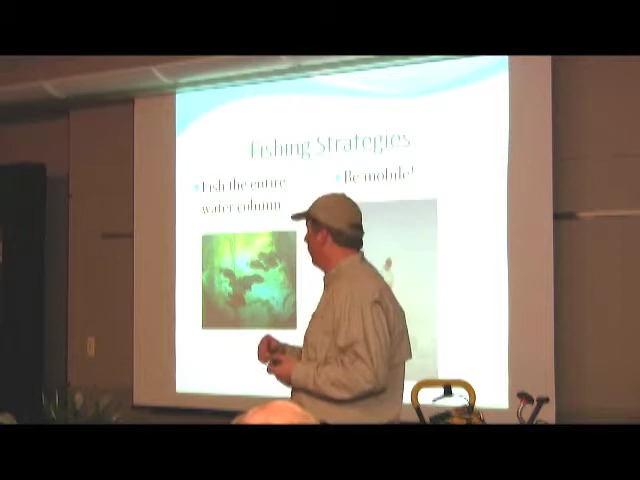 Fishing Strategies
Fish the entire
water column
Be mobile!